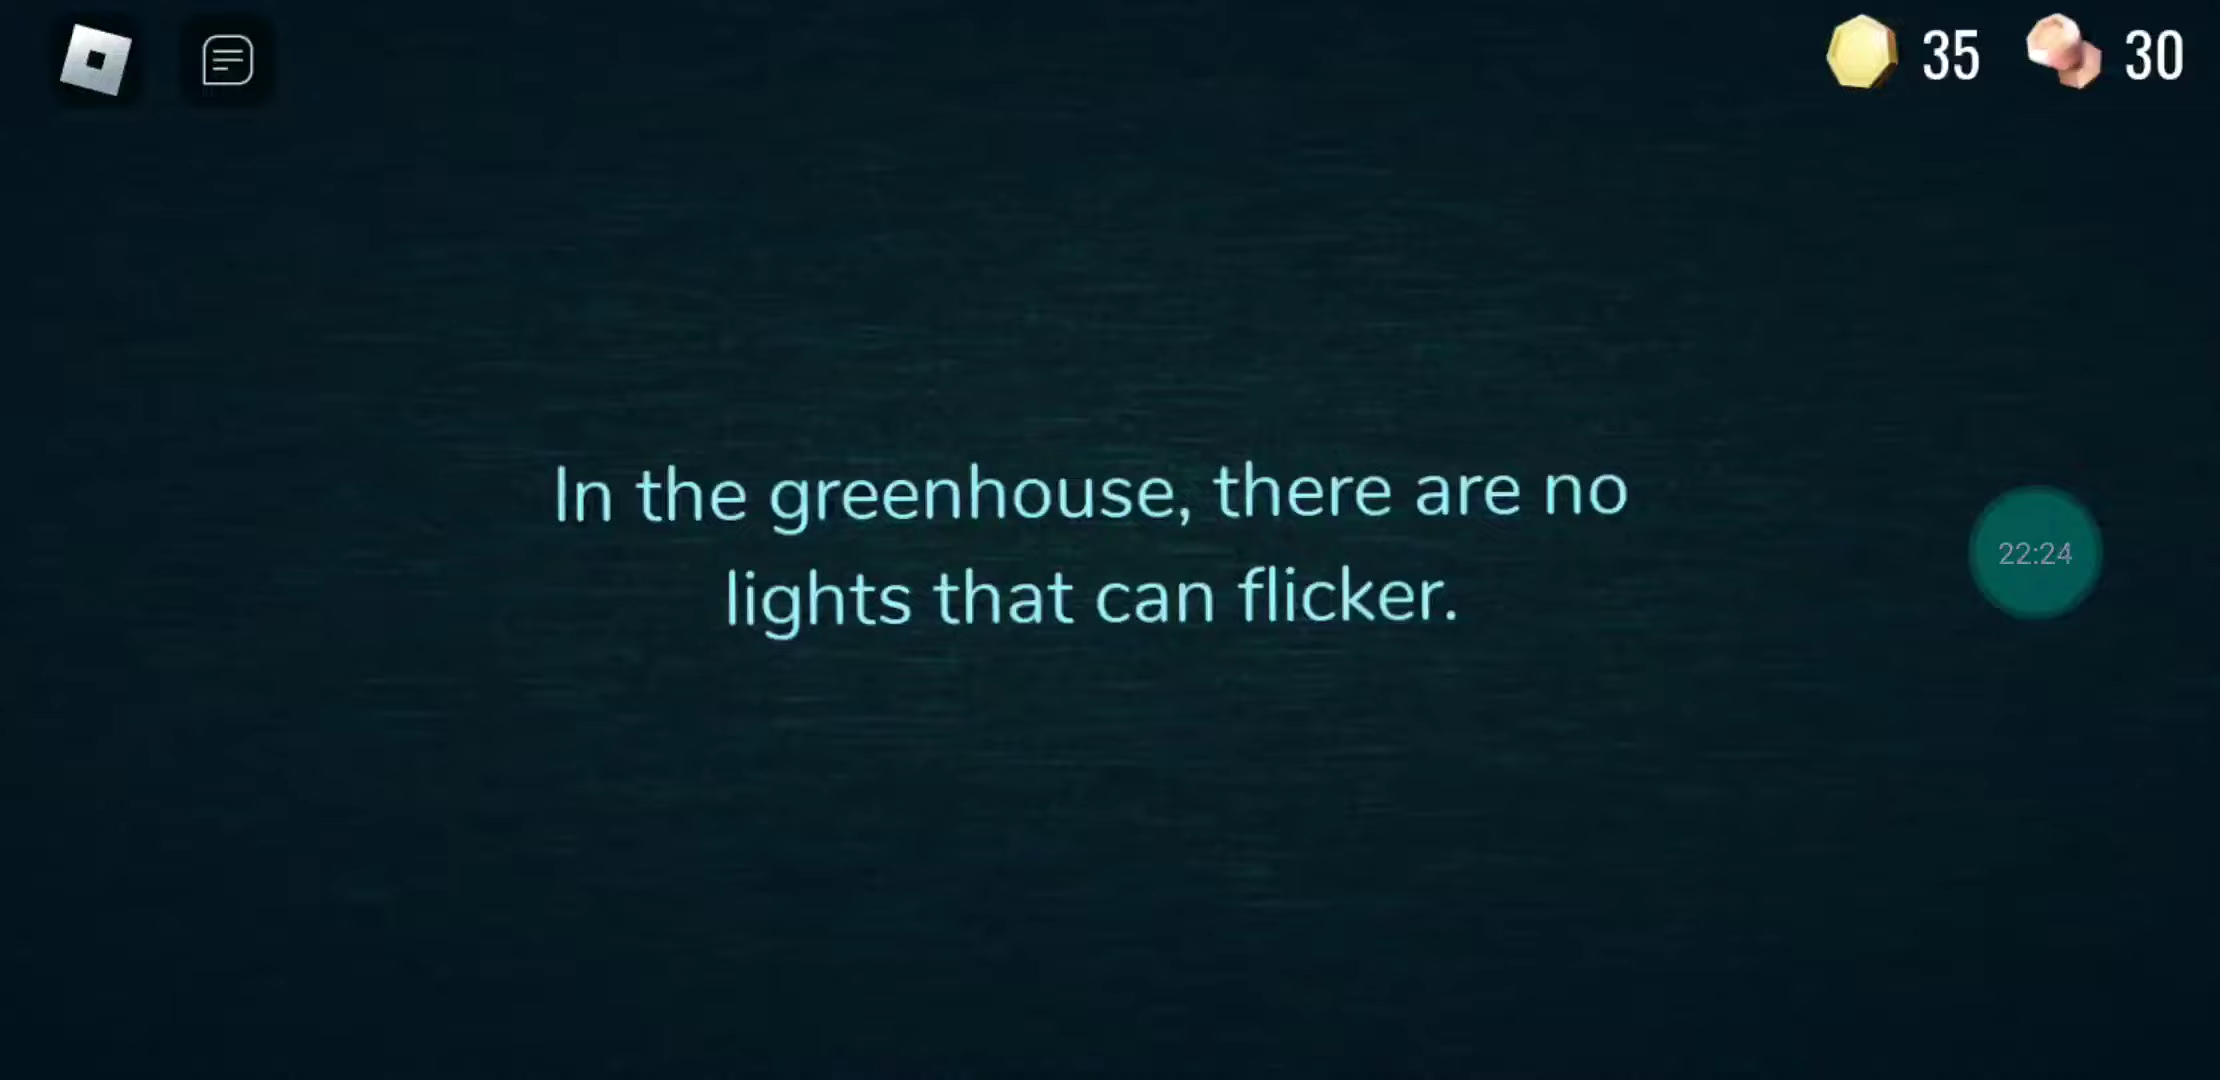 35 30
In the greenhouse, there are no
lights that can flicker.
22:24